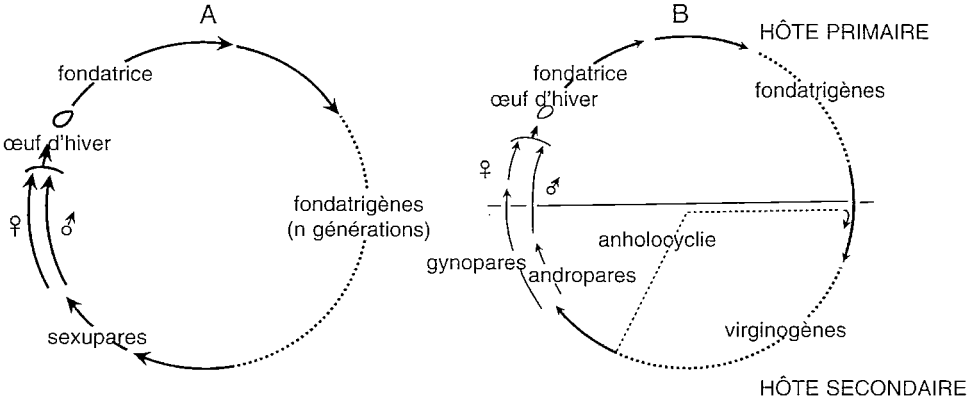 A
fondatrice
œuf d'hiver
♀
♂
fondatrigènes
(n générations)
sexupares
B
HÔTE PRIMAIRE
fondatrice
œuf d'hiver
fondatrigènes
♀
♂
anholocyclie
gynopares
andropares
virginogènes
HÔTE SECONDAIRE